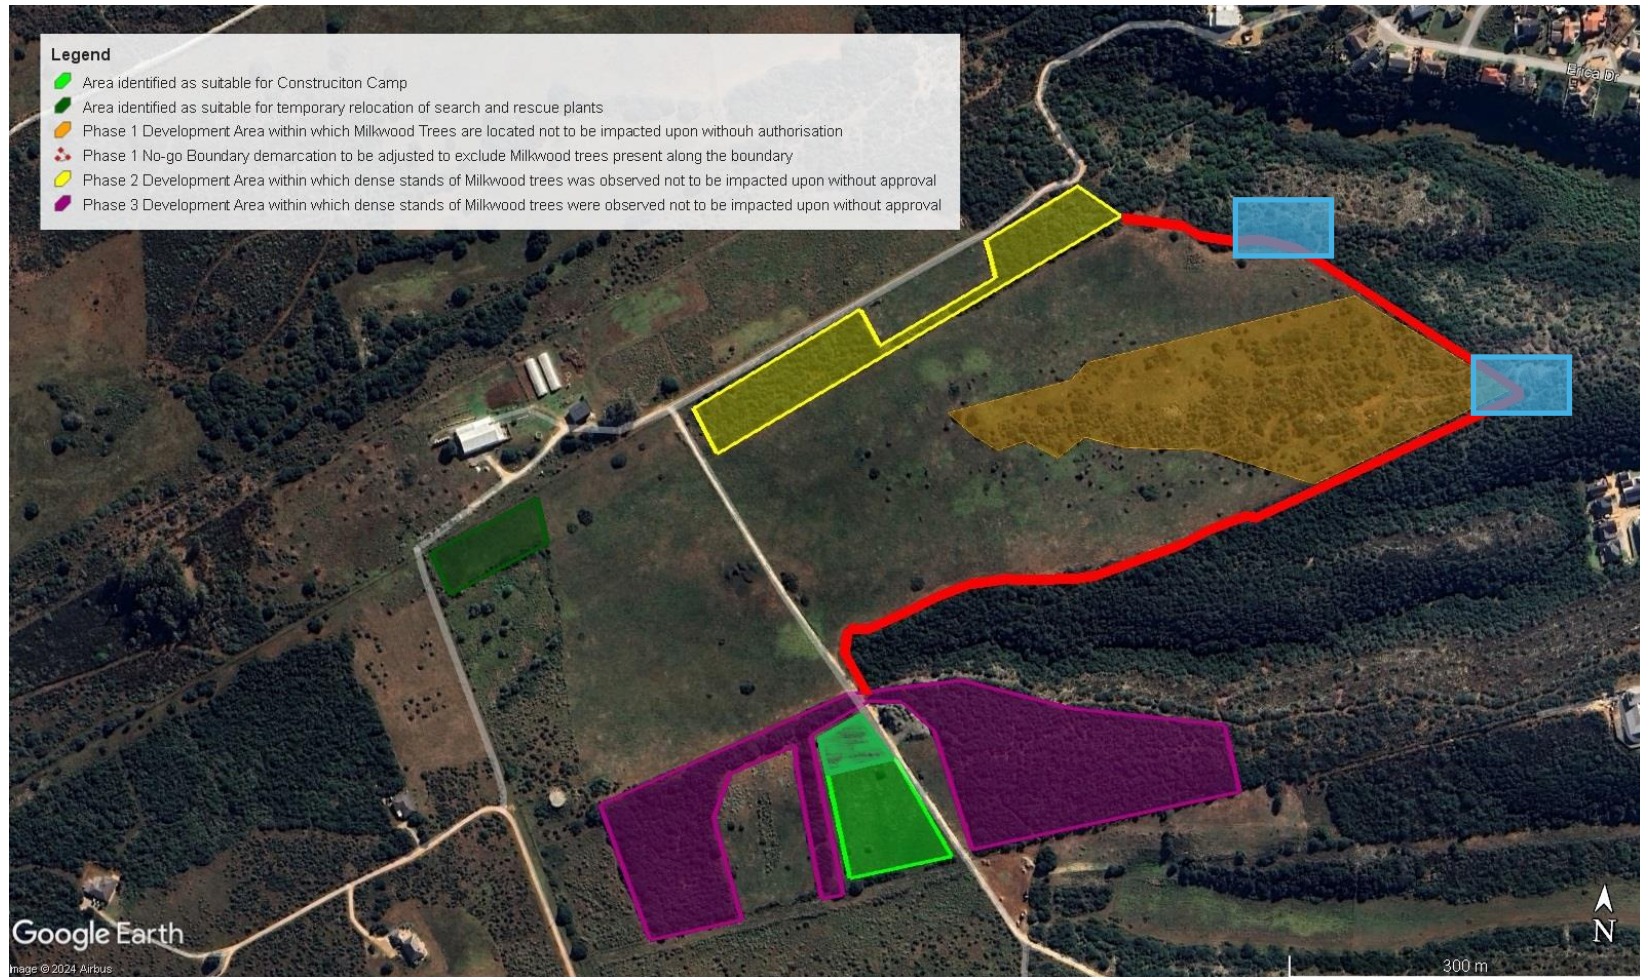 Legend
Area identified as suitable for Construciton Camp
Area identified as suitable for temporary relocation of search and rescue plants
Phase 1 Development Area within which Milkwood Trees are located not to be impacted upon withouh authorisation
Phase 1 No-go Boundary demarcation to be adjusted to exclude Milkwood trees present along the boundary
Phase 2 Development Area within which dense stands of Milkwood trees was observed not to be impacted upon without approval
Phase 3 Development Area within which dense stands of Milkwood trees were observed not to be impacted upon without approval
Erica Dr
Google Earth
N
Image © 2024 Airbus
300 m